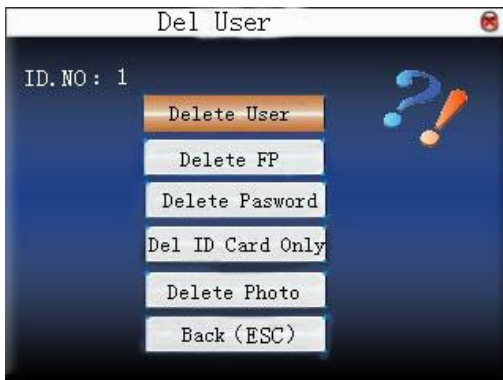 Del User
ID.NO: 1
Delete User
Delete FP
Delete Pasword
Del ID Card Only
Delete Photo
Back (ESC)